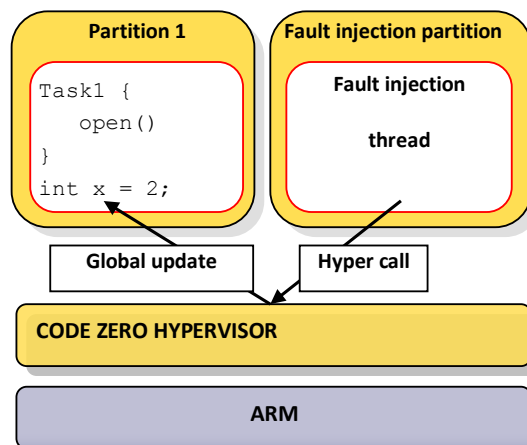 Partition 1
Task1 {
open()
}
int x = 2;
Fault injection partition
Fault injection
thread
Global update
Hyper call
CODE ZERO HYPERVISOR
ARM